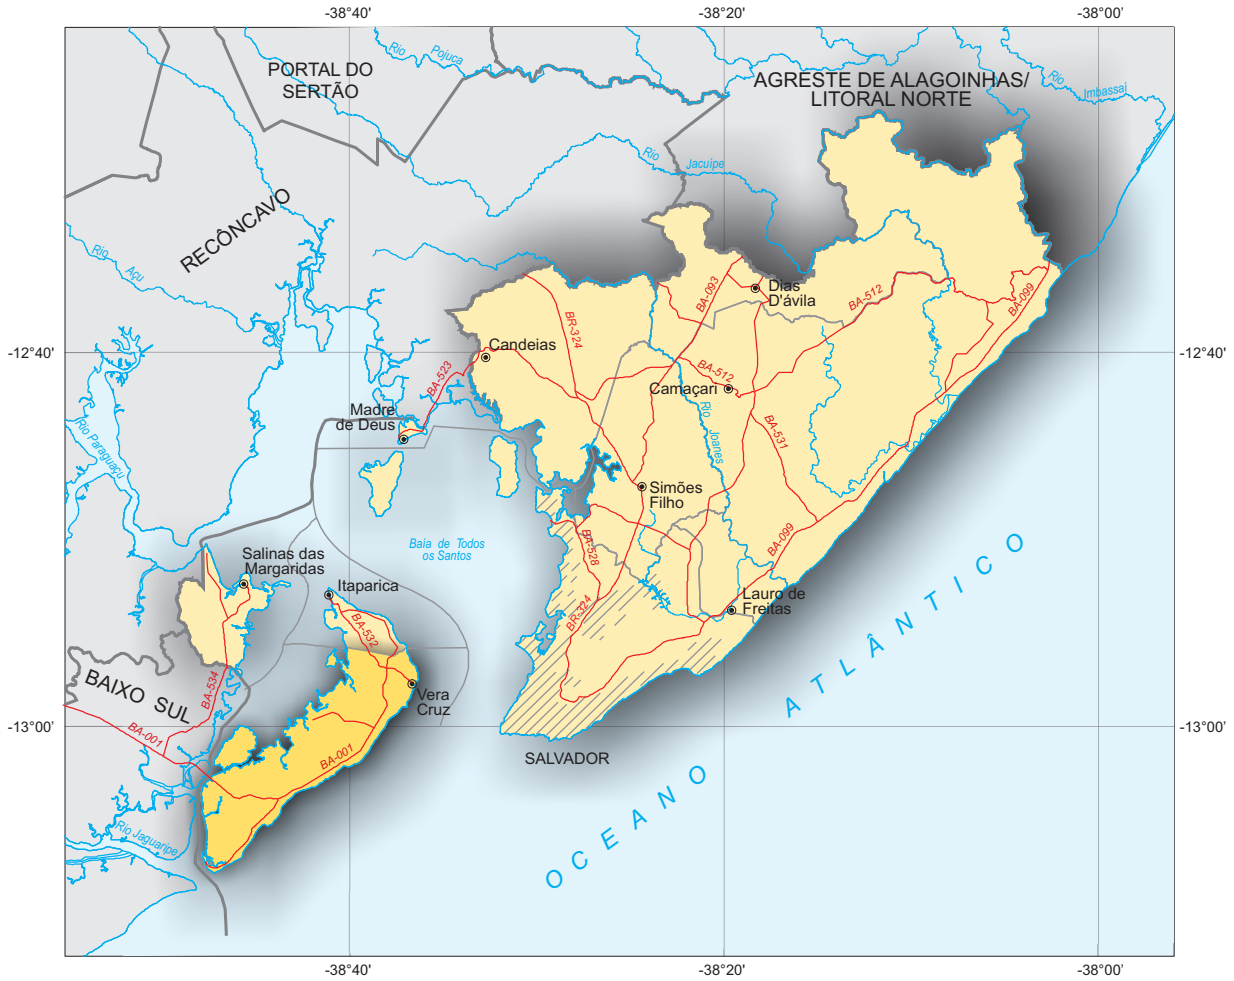 -38°40'
-38°20'
-38°00'
Rio Pojuca
PORTAL DO
SERTÃO
AGRESTE DE ALAGOINHAS/
LITORAL NORTE
Rio Imbassaí
Rio Jacuípe
RECÔNCAVO
Rio Açu
BA-093
Dias
D'ávila
BA-512
BA-099
BR-324
-12°40'
Candeias
-12°40'
BA-523
BA-512
Camaçari
Madre
de Deus
Rio Joanes
BA-531
Rio Paraguaçu
Simões
Filho
Baia de Todos
os Santos
BA-528
BA-099
Salinas das
Margaridas
Itaparica
Lauro de
Freitas
BR-324
BA-532
OCEANO ATLÂNTICO
BAIXO SUL
BA-534
Vera
Cruz
-13°00'
BA-001
BA-001
-13°00'
SALVADOR
Rio Jaguaripe
-38°40'
-38°20'
-38°00'